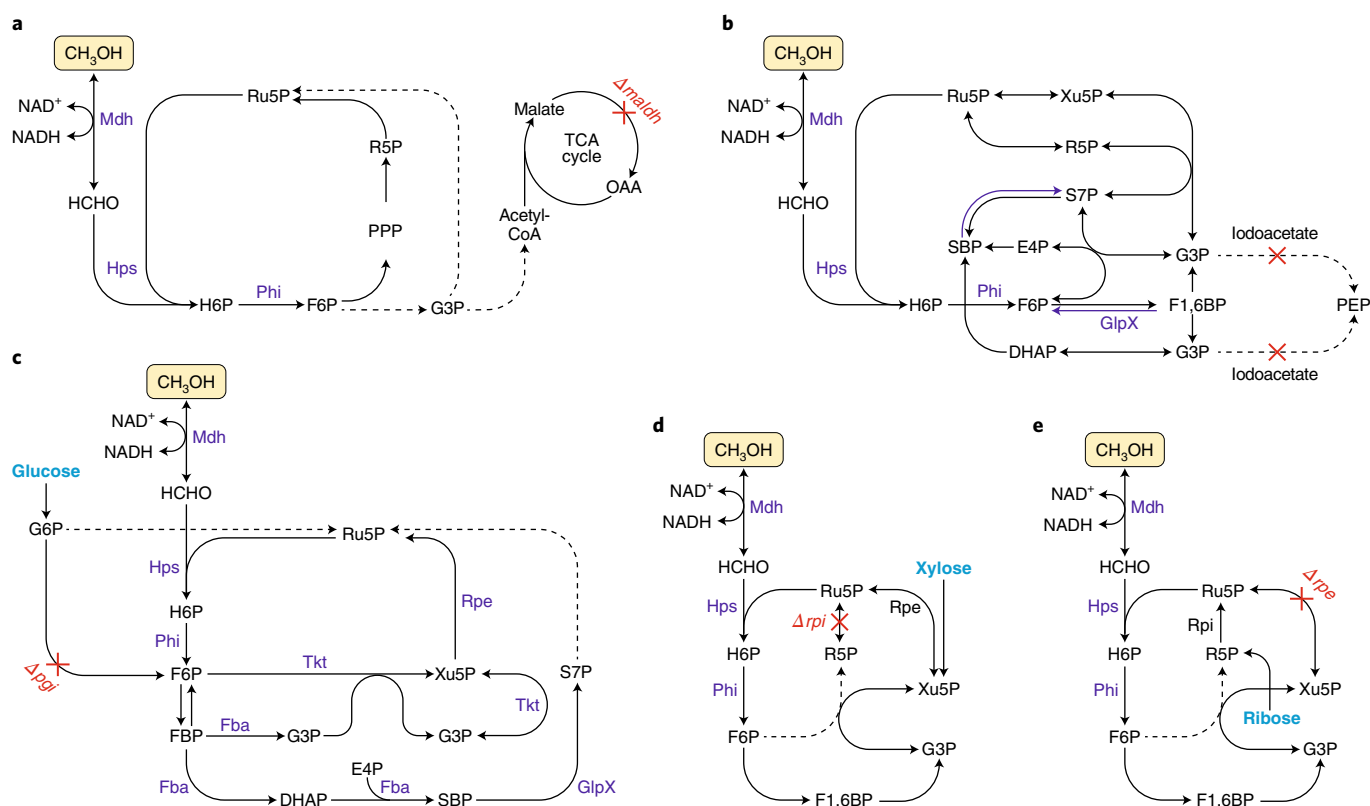 a
CH₃OH
NAD⁺
NADH
Mdh
HCHO
Hps
H6P
Phi
F6P
G3P
Ru5P
R5P
PPP
Malate
Δmaldh
TCA
cycle
OAA
Acetyl-
CoA
b
CH₃OH
NAD⁺
NADH
Mdh
HCHO
Hps
H6P
Phi
F6P
GlpX
F1,6BP
Ru5P
Xu5P
R5P
S7P
SBP
E4P
G3P
Iodoacetate
PEP
DHAP
G3P
Iodoacetate
c
CH₃OH
NAD⁺
NADH
Mdh
Glucose
HCHO
G6P
Ru5P
Hps
H6P
Rpe
Phi
Δpgi
F6P
Tkt
Xu5P
S7P
Tkt
FBP
Fba
G3P
G3P
Fba
E4P
Fba
GlpX
DHAP
SBP
d
CH₃OH
NAD⁺
NADH
Mdh
HCHO
Xylose
Hps
Ru5P
Rpe
Δrpi
H6P
R5P
Phi
Xu5P
F6P
G3P
F1,6BP
e
CH₃OH
NAD⁺
NADH
Mdh
HCHO
Hps
Ru5P
Δrpe
Rpi
H6P
R5P
Phi
Xu5P
Ribose
F6P
G3P
F1,6BP